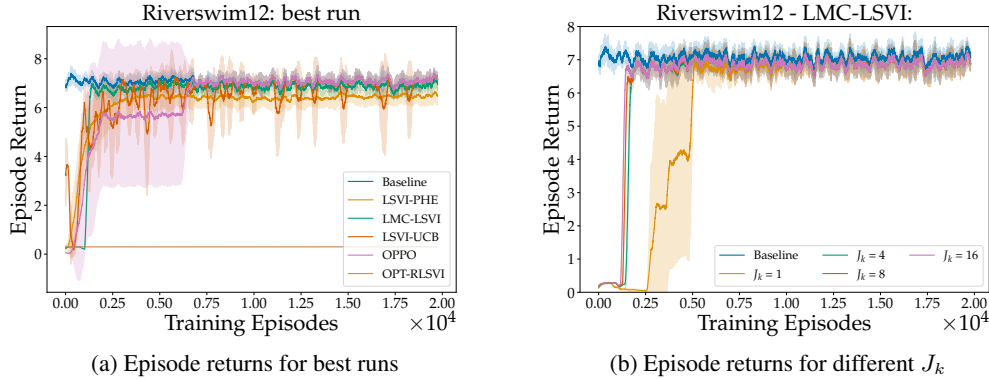 Riverswim12: best run
Episode Return
8
6
4
2
0
Baseline
LSVI-PHE
LMC-LSVI
LSVI-UCB
OPPO
OPT-RLSVI
0.00 0.25 0.50 0.75 1.00 1.25 1.50 1.75 2.00
Training Episodes ×10⁴
(a) Episode returns for best runs
Riverswim12 - LMC-LSVI:
Episode Return
8
7
6
5
4
3
2
1
0
Baseline J_k = 4 J_k = 16
J_k = 1 J_k = 8
0.00 0.25 0.50 0.75 1.00 1.25 1.50 1.75 2.00
Training Episodes ×10⁴
(b) Episode returns for different J_k